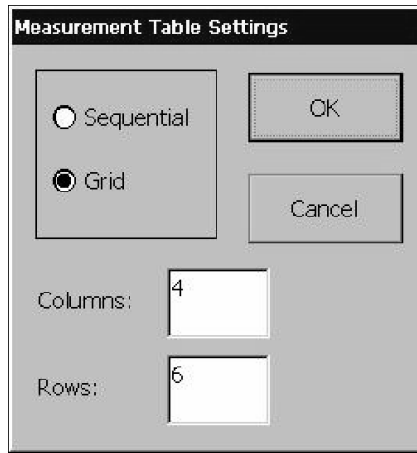 Measurement Table Settings
Sequential
OK
Grid
Cancel
Columns: 4
Rows: 6